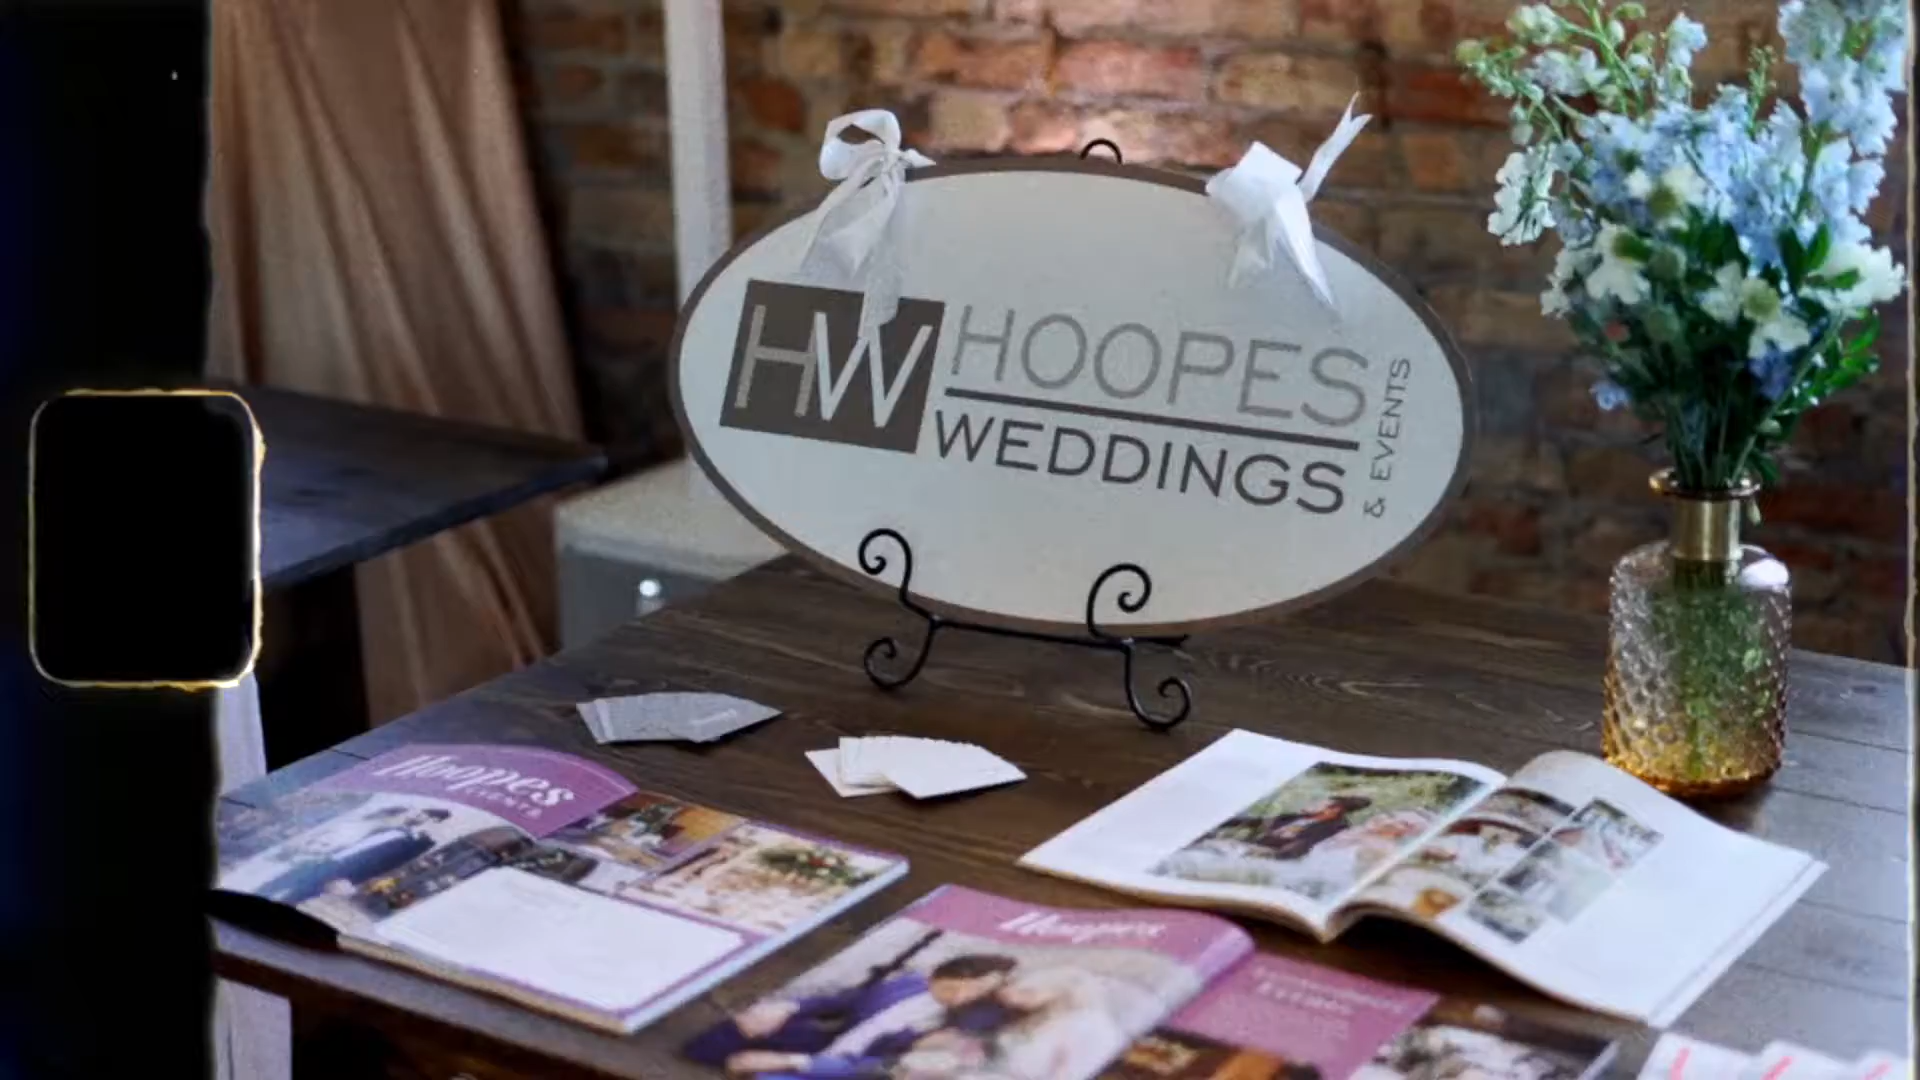 HW
HOOPES
WEDDINGS
& EVENTS
Hoopes
EVENTS
Hoopes